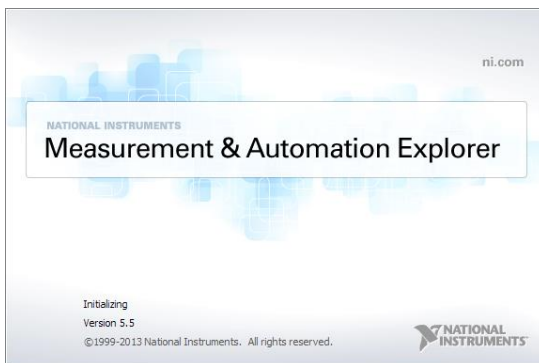 ni.com
NATIONAL INSTRUMENTS
Measurement & Automation Explorer
Initializing
Version 5.5
©1999-2013 National Instruments. All rights reserved.
NATIONAL
INSTRUMENTS